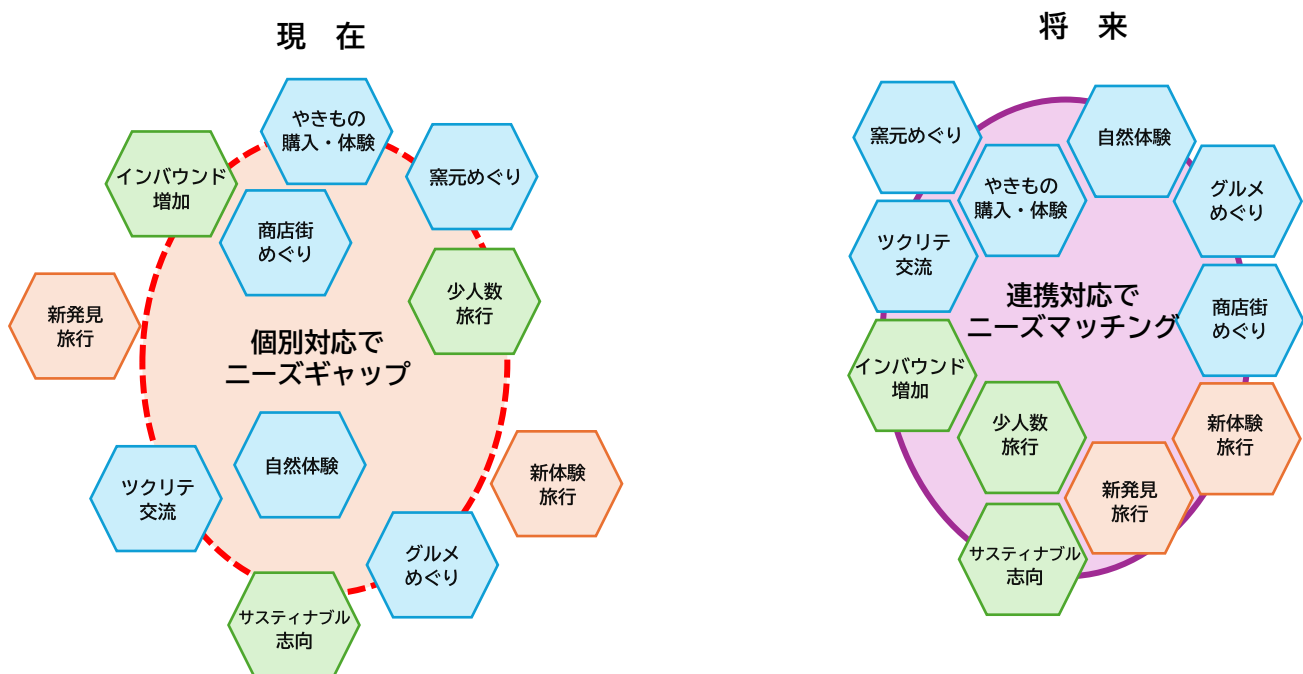 現　在
やきもの
購入・体験
インバウンド
増加
窯元めぐり
商店街
めぐり
少人数
旅行
新発見
旅行
個別対応で
ニーズギャップ
自然体験
新体験
旅行
ツクリテ
交流
グルメ
めぐり
サスティナブル
志向
将　来
窯元めぐり
自然体験
やきもの
購入・体験
グルメ
めぐり
ツクリテ
交流
連携対応で
ニーズマッチング
商店街
めぐり
インバウンド
増加
少人数
旅行
新体験
旅行
新発見
旅行
サスティナブル
志向